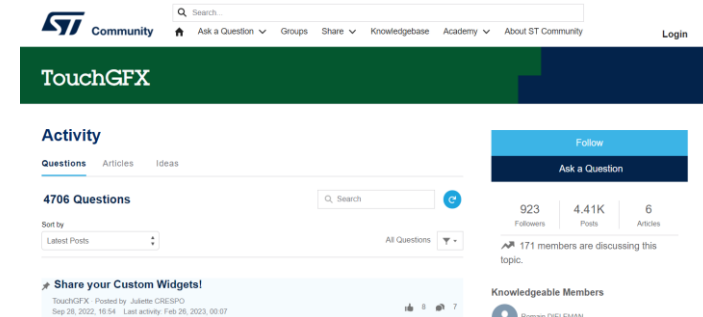 Search...
ST Community
Ask a Question Groups Share Knowledgebase Academy About ST Community
Login
TouchGFX
Activity
Questions Articles Ideas
4706 Questions
Search
Sort by
Latest Posts
All Questions
Share your Custom Widgets!
TouchGFX · Posted by Juliette CRESPO
Sep 28, 2022, 16:54 Last activity: Feb 26, 2023, 00:07
8 7
Follow
Ask a Question
923 4.41K 6
Followers Posts Articles
171 members are discussing this
topic.
Knowledgeable Members
Romain DIELEMAN